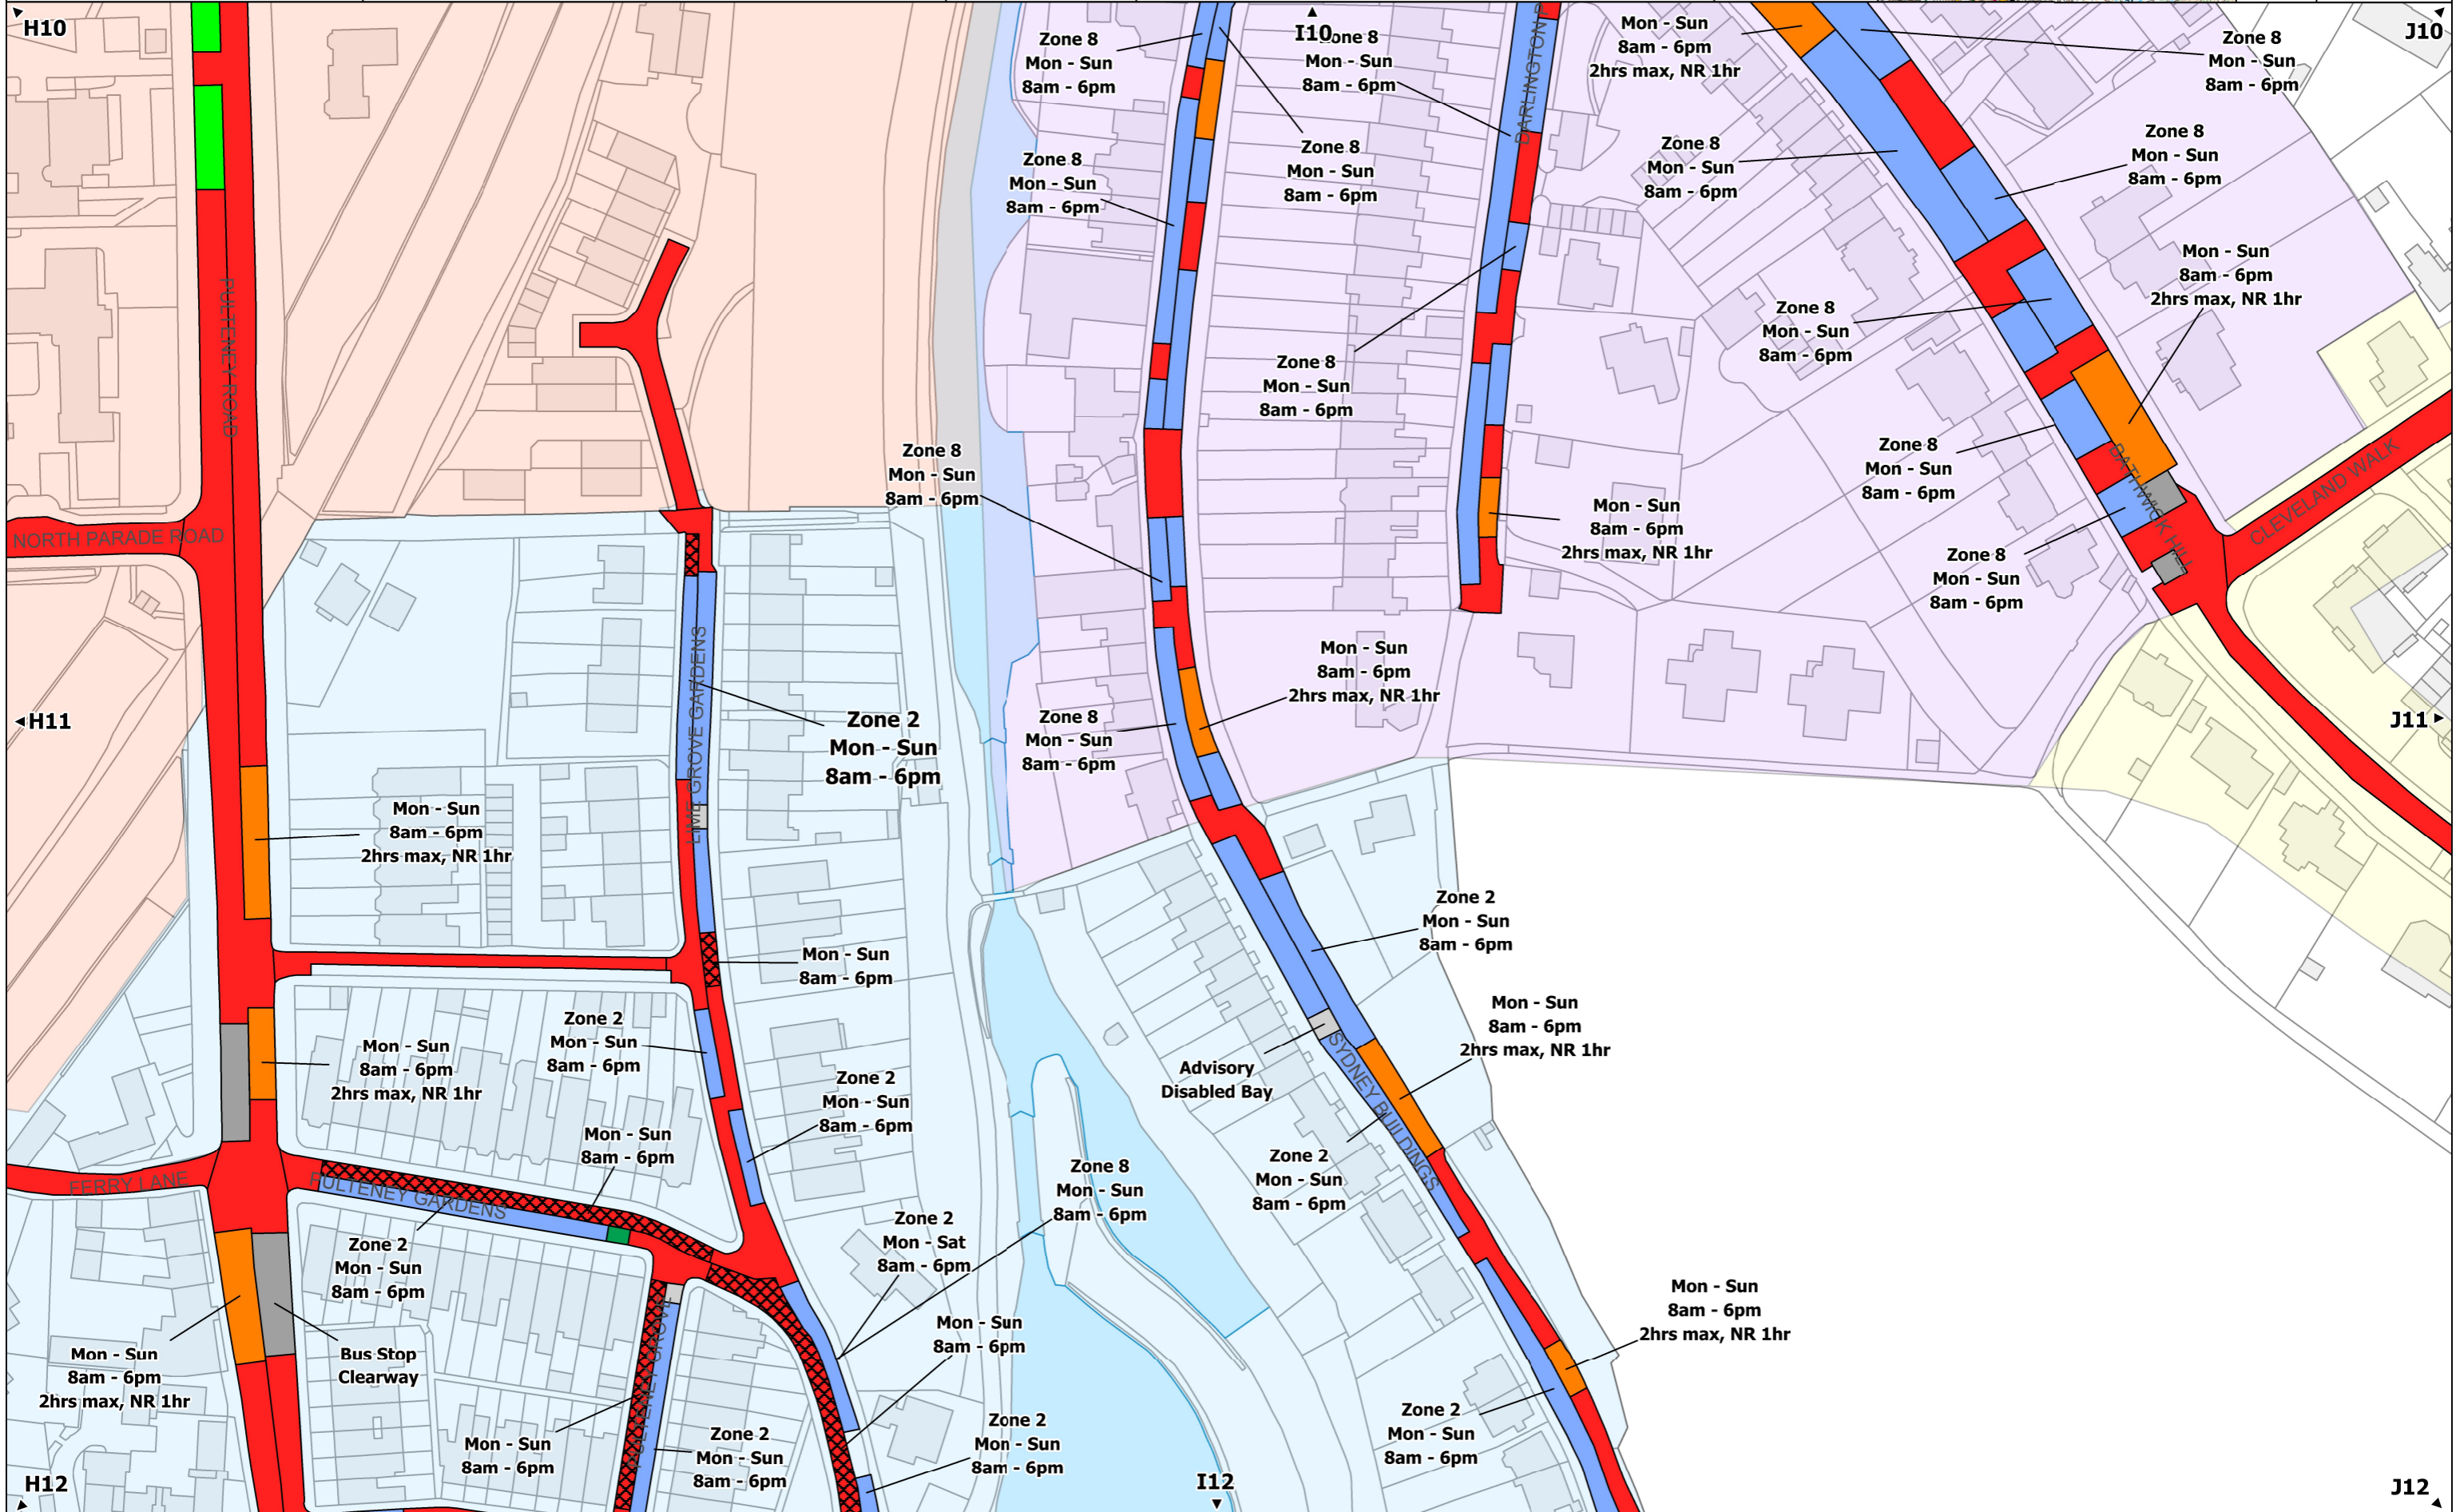 H10
I10
J10
Zone 8
Mon - Sun
8am - 6pm
Zone 8
Mon - Sun
8am - 6pm
Mon - Sun
8am - 6pm
2hrs max, NR 1hr
Zone 8
Mon - Sun
8am - 6pm
Zone 8
Mon - Sun
8am - 6pm
Zone 8
Mon - Sun
8am - 6pm
Zone 8
Mon - Sun
8am - 6pm
Zone 8
Mon - Sun
8am - 6pm
DARLINGTON
Mon - Sun
8am - 6pm
2hrs max, NR 1hr
Zone 8
Mon - Sun
8am - 6pm
Zone 8
Mon - Sun
8am - 6pm
PULTENEY ROAD
Zone 8
Mon - Sun
8am - 6pm
Zone 8
Mon - Sun
8am - 6pm
BATHWICK HILL
CLEVELAND WALK
Mon - Sun
8am - 6pm
2hrs max, NR 1hr
NORTH PARADE ROAD
Zone 8
Mon - Sun
8am - 6pm
Mon - Sun
8am - 6pm
2hrs max, NR 1hr
H11
Zone 2
Mon - Sun
8am - 6pm
LIME GROVE GARDENS
Zone 8
Mon - Sun
8am - 6pm
J11
Mon - Sun
8am - 6pm
2hrs max, NR 1hr
Zone 2
Mon - Sun
8am - 6pm
Mon - Sun
8am - 6pm
Mon - Sun
8am - 6pm
2hrs max, NR 1hr
Zone 2
Mon - Sun
8am - 6pm
Mon - Sun
8am - 6pm
2hrs max, NR 1hr
Advisory
Disabled Bay
SYDNEY BUILDINGS
Zone 2
Mon - Sun
8am - 6pm
Mon - Sun
8am - 6pm
Zone 2
Mon - Sun
8am - 6pm
Zone 8
Mon - Sun
8am - 6pm
FERRY LANE
PULTENEY GARDENS
Zone 2
Mon - Sat
8am - 6pm
Zone 2
Mon - Sun
8am - 6pm
Mon - Sun
8am - 6pm
2hrs max, NR 1hr
Mon - Sun
8am - 6pm
Mon - Sun
8am - 6pm
2hrs max, NR 1hr
Bus Stop
Clearway
PULTENEY GROVE
Zone 2
Mon - Sun
8am - 6pm
Zone 2
Mon - Sun
8am - 6pm
Mon - Sun
8am - 6pm
Zone 2
Mon - Sun
8am - 6pm
H12
I12
J12